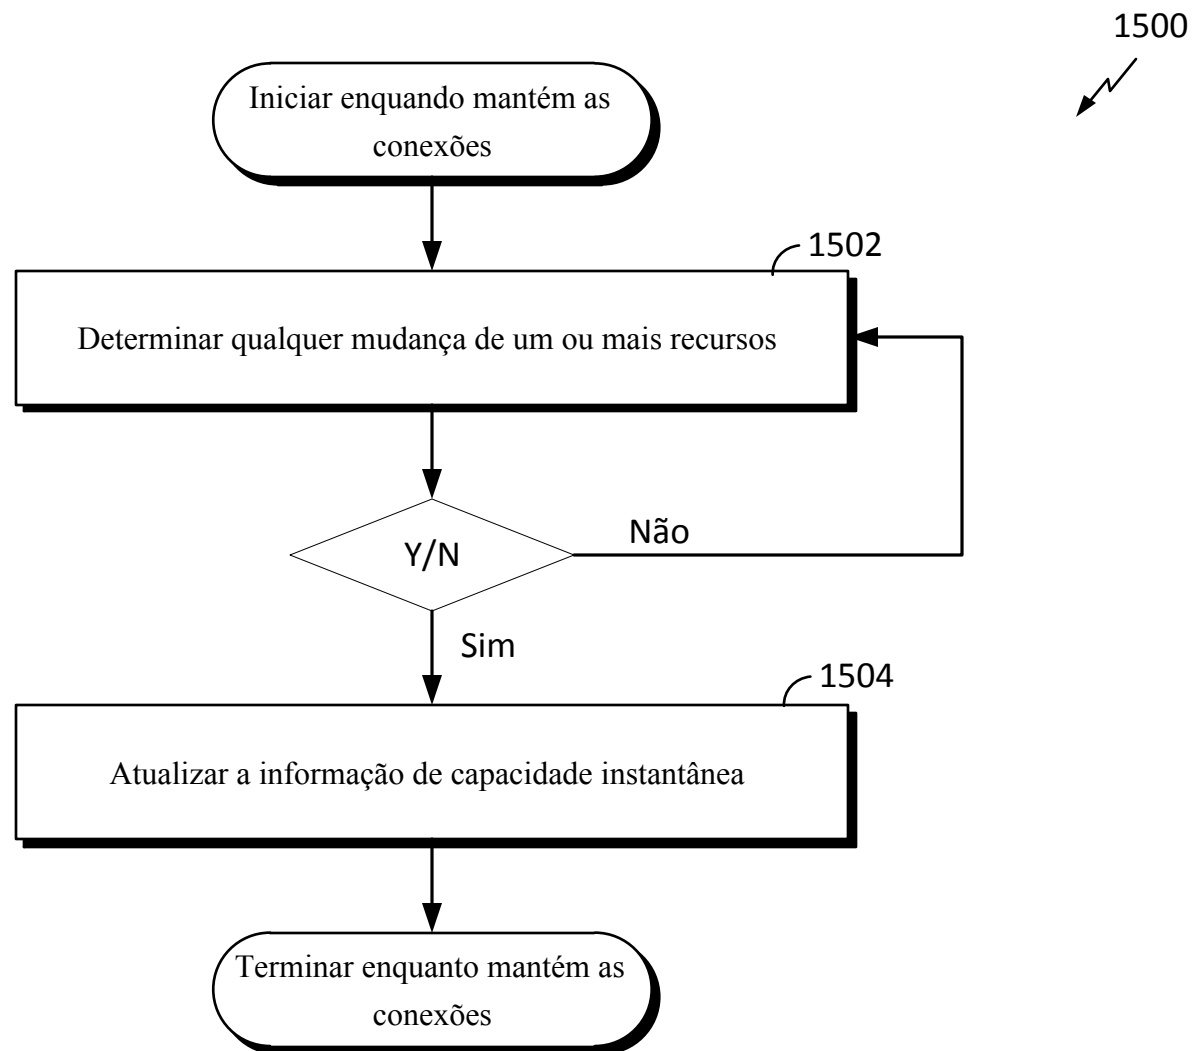 1500
Iniciar enquando mantém as
conexões
1502
Determinar qualquer mudança de um ou mais recursos
Y/N
Não
Sim
1504
Atualizar a informação de capacidade instantânea
Terminar enquanto mantém as
conexões